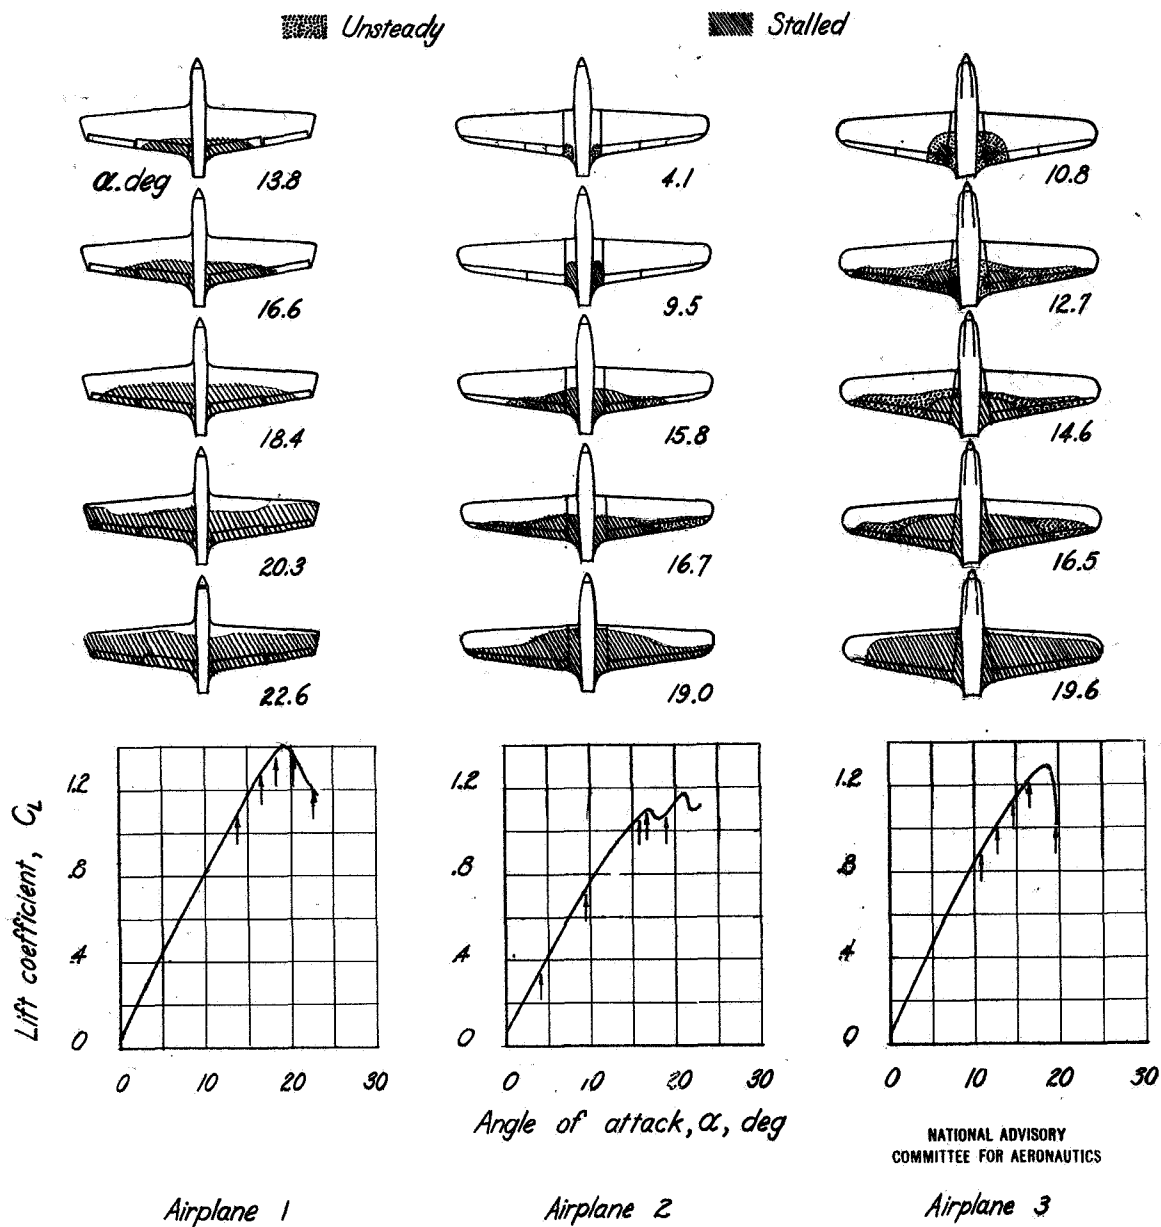 Unsteady Stalled
α.deg 13.8 4.1 10.8
16.6 9.5 12.7
18.4 15.8 14.6
20.3 16.7 16.5
22.6 19.0 19.6
Lift coefficient, C_L
1.2 1.2 1.2
.8 .8 .8
.4 .4 .4
0 0 0
0 10 20 30 0 10 20 30 0 10 20 30
Angle of attack, α, deg
NATIONAL ADVISORY
COMMITTEE FOR AERONAUTICS
Airplane 1 Airplane 2 Airplane 3